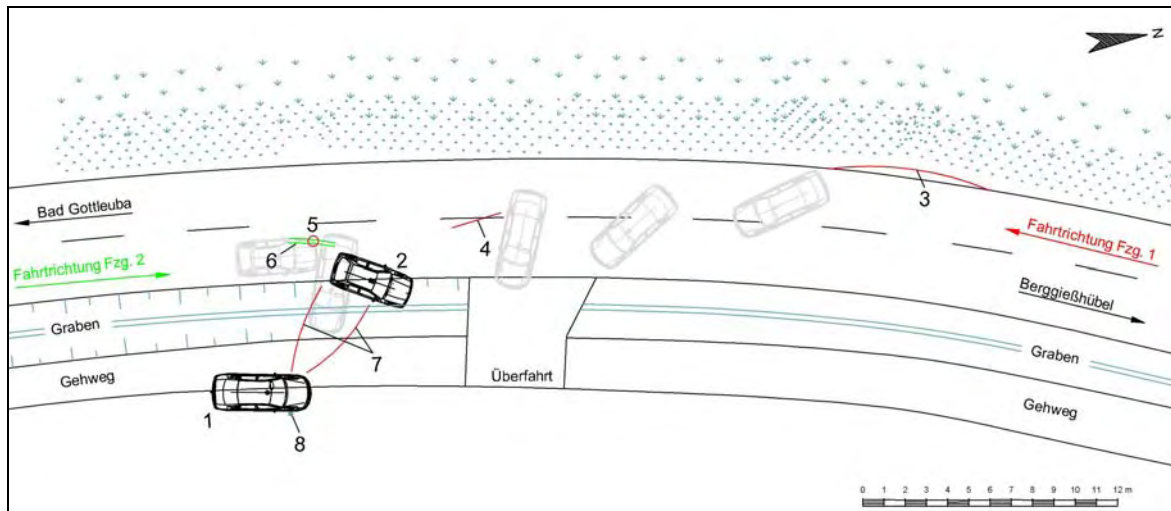 N
3
Bad Gottleuba
5
4
Fahrtrichtung Fzg. 1
6
2
Fahrtrichtung Fzg. 2
Berggießhübel
Graben
7
Graben
Gehweg
Überfahrt
1
Gehweg
8
0 1 2 3 4 5 6 7 8 9 10 11 12 m